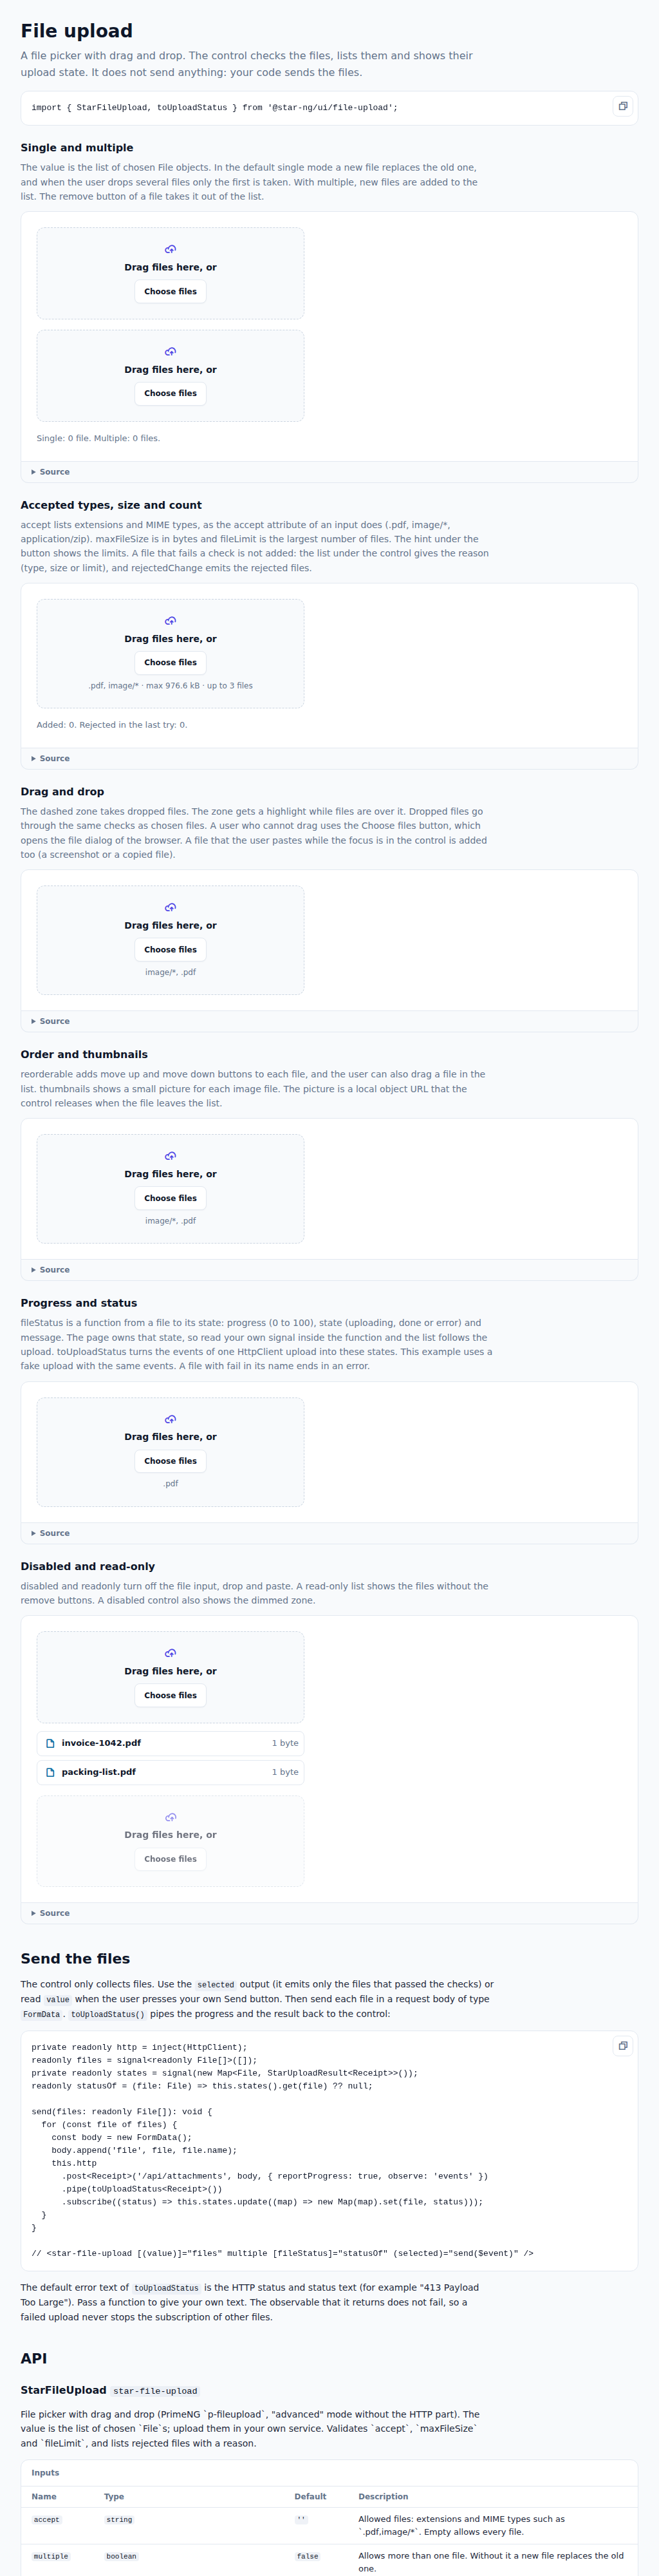 File upload
A file picker with drag and drop. The control checks the files, lists them and shows their
upload state. It does not send anything: your code sends the files.
import { StarFileUpload, toUploadStatus } from '@star-ng/ui/file-upload';
Single and multiple
The value is the list of chosen File objects. In the default single mode a new file replaces the old one,
and when the user drops several files only the first is taken. With multiple, new files are added to the
list. The remove button of a file takes it out of the list.
Drag files here, or
Choose files
Drag files here, or
Choose files
Single: 0 file. Multiple: 0 files.
Source
Accepted types, size and count
accept lists extensions and MIME types, as the accept attribute of an input does (.pdf, image/*,
application/zip). maxFileSize is in bytes and fileLimit is the largest number of files. The hint under the
button shows the limits. A file that fails a check is not added: the list under the control gives the reason
(type, size or limit), and rejectedChange emits the rejected files.
Drag files here, or
Choose files
.pdf, image/* · max 976.6 kB · up to 3 files
Added: 0. Rejected in the last try: 0.
Source
Drag and drop
The dashed zone takes dropped files. The zone gets a highlight while files are over it. Dropped files go
through the same checks as chosen files. A user who cannot drag uses the Choose files button, which
opens the file dialog of the browser. A file that the user pastes while the focus is in the control is added
too (a screenshot or a copied file).
Drag files here, or
Choose files
image/*, .pdf
Source
Order and thumbnails
reorderable adds move up and move down buttons to each file, and the user can also drag a file in the
list. thumbnails shows a small picture for each image file. The picture is a local object URL that the
control releases when the file leaves the list.
Drag files here, or
Choose files
image/*, .pdf
Source
Progress and status
fileStatus is a function from a file to its state: progress (0 to 100), state (uploading, done or error) and
message. The page owns that state, so read your own signal inside the function and the list follows the
upload. toUploadStatus turns the events of one HttpClient upload into these states. This example uses a
fake upload with the same events. A file with fail in its name ends in an error.
Drag files here, or
Choose files
.pdf
Source
Disabled and read-only
disabled and readonly turn off the file input, drop and paste. A read-only list shows the files without the
remove buttons. A disabled control also shows the dimmed zone.
Drag files here, or
Choose files
invoice-1042.pdf 1 byte
packing-list.pdf 1 byte
Drag files here, or
Choose files
Source
Send the files
The control only collects files. Use the selected output (it emits only the files that passed the checks) or
read value when the user presses your own Send button. Then send each file in a request body of type
FormData. toUploadStatus() pipes the progress and the result back to the control:
private readonly http = inject(HttpClient);
readonly files = signal<readonly File[]>([]);
private readonly states = signal(new Map<File, StarUploadResult<Receipt>>());
readonly statusOf = (file: File) => this.states().get(file) ?? null;
send(files: readonly File[]): void {
for (const file of files) {
const body = new FormData();
body.append('file', file, file.name);
this.http
.post<Receipt>('/api/attachments', body, { reportProgress: true, observe: 'events' })
.pipe(toUploadStatus<Receipt>())
.subscribe((status) => this.states.update((map) => new Map(map).set(file, status)));
}
}
// <star-file-upload [(value)]="files" multiple [fileStatus]="statusOf" (selected)="send($event)" />
The default error text of toUploadStatus is the HTTP status and status text (for example "413 Payload
Too Large"). Pass a function to give your own text. The observable that it returns does not fail, so a
failed upload never stops the subscription of other files.
API
StarFileUpload star-file-upload
File picker with drag and drop (PrimeNG `p-fileupload`, "advanced" mode without the HTTP part). The
value is the list of chosen `File`s; upload them in your own service. Validates `accept`, `maxFileSize`
and `fileLimit`, and lists rejected files with a reason.
Inputs
Name Type Default Description
accept string '' Allowed files: extensions and MIME types such as
`.pdf,image/*`. Empty allows every file.
multiple boolean false Allows more than one file. Without it a new file replaces the old
one.